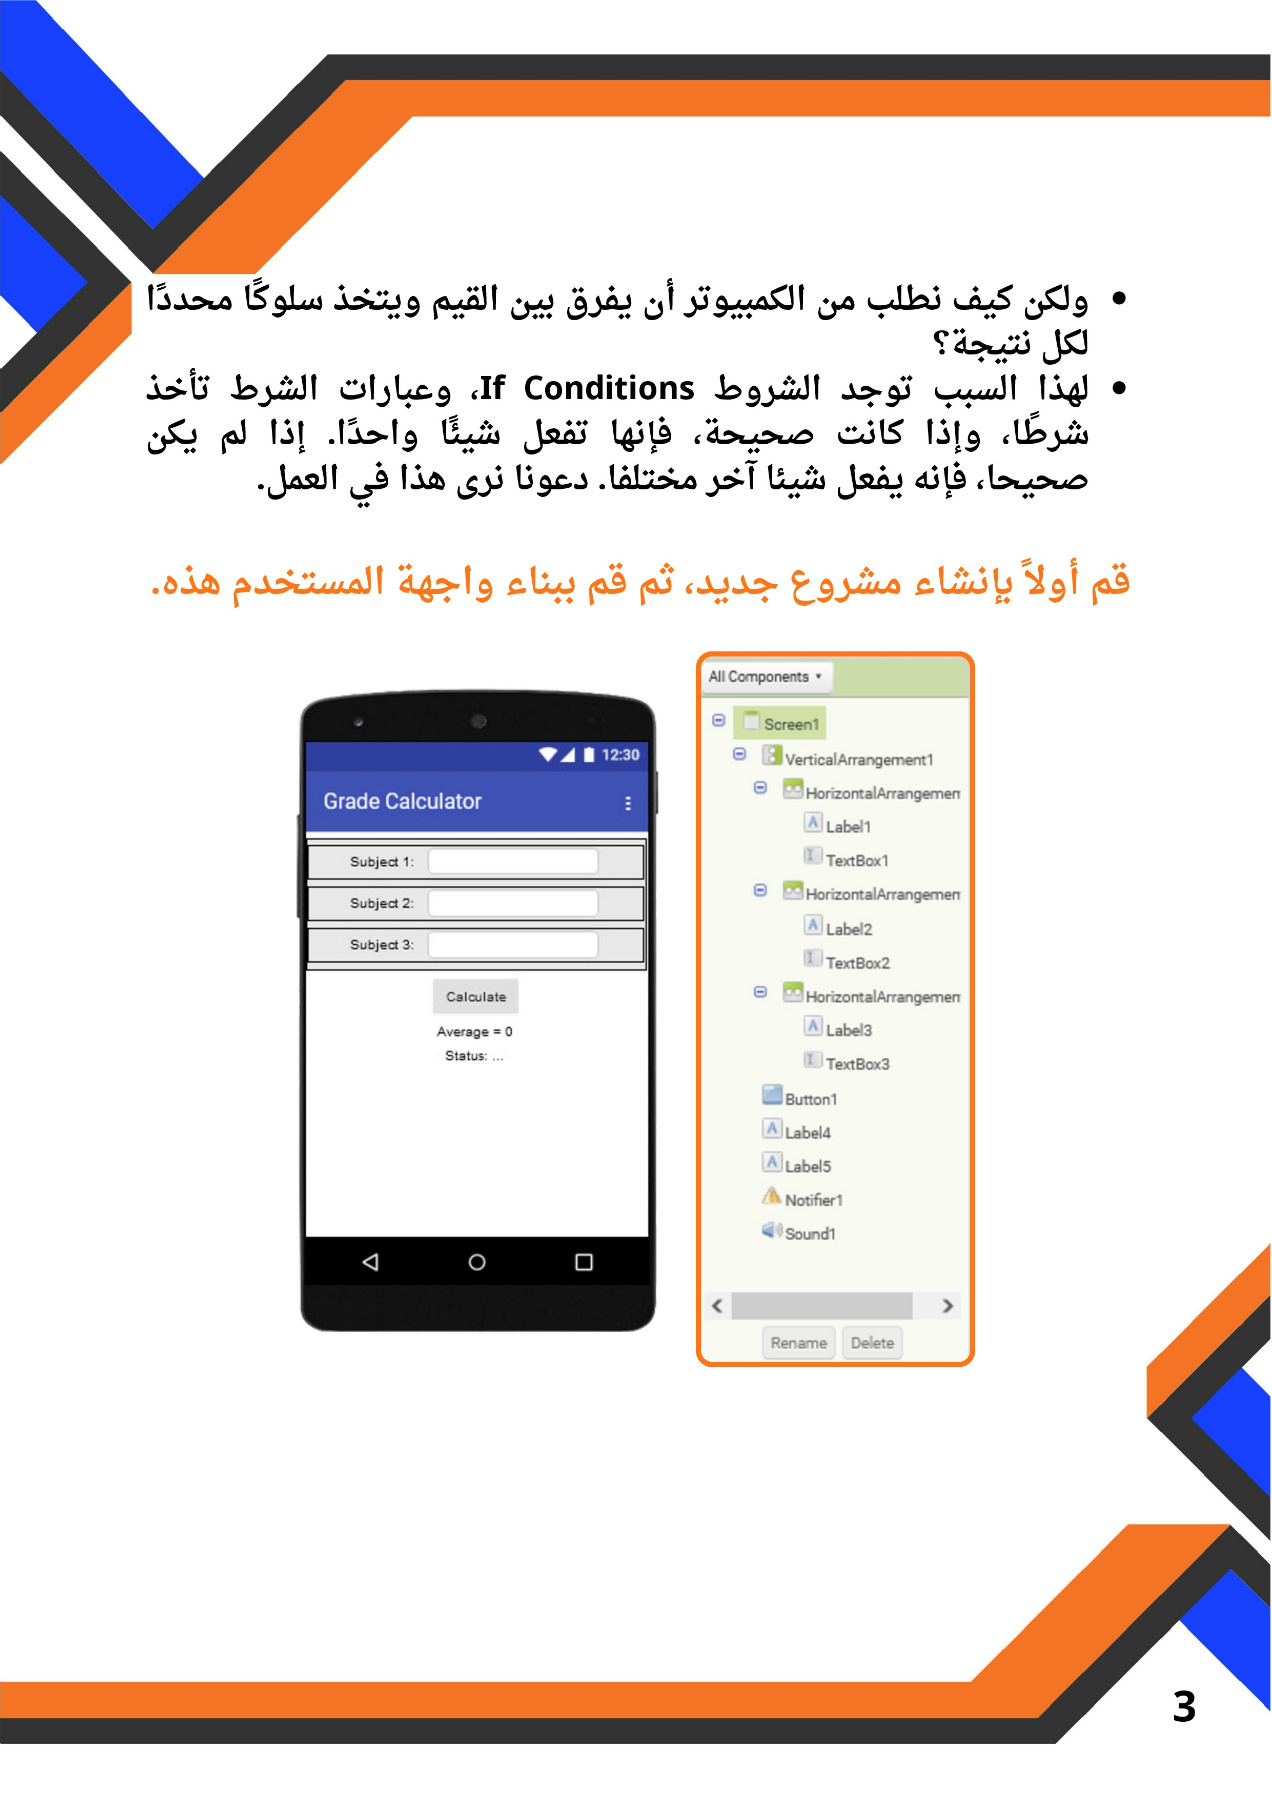 • ولكن كيف نطلب من الكمبيوتر أن يفرق بين القيم ويتخذ سلوكًا محددًا
لكل نتيجة؟
• لهذا السبب توجد الشروط If Conditions، وعبارات الشرط تأخذ
شرطًا، وإذا كانت صحيحة، فإنها تفعل شيئًا واحدًا. إذا لم يكن
صحيحا، فإنه يفعل شيئا آخر مختلفا. دعونا نرى هذا في العمل.
قم أولاً بإنشاء مشروع جديد، ثم قم ببناء واجهة المستخدم هذه.
12:30
Grade Calculator
Subject 1:
Subject 2:
Subject 3:
Calculate
Average = 0
Status: ...
All Components
Screen1
VerticalArrangement1
HorizontalArrangemen
Label1
TextBox1
HorizontalArrangemen
Label2
TextBox2
HorizontalArrangemen
Label3
TextBox3
Button1
Label4
Label5
Notifier1
Sound1
Rename Delete
3